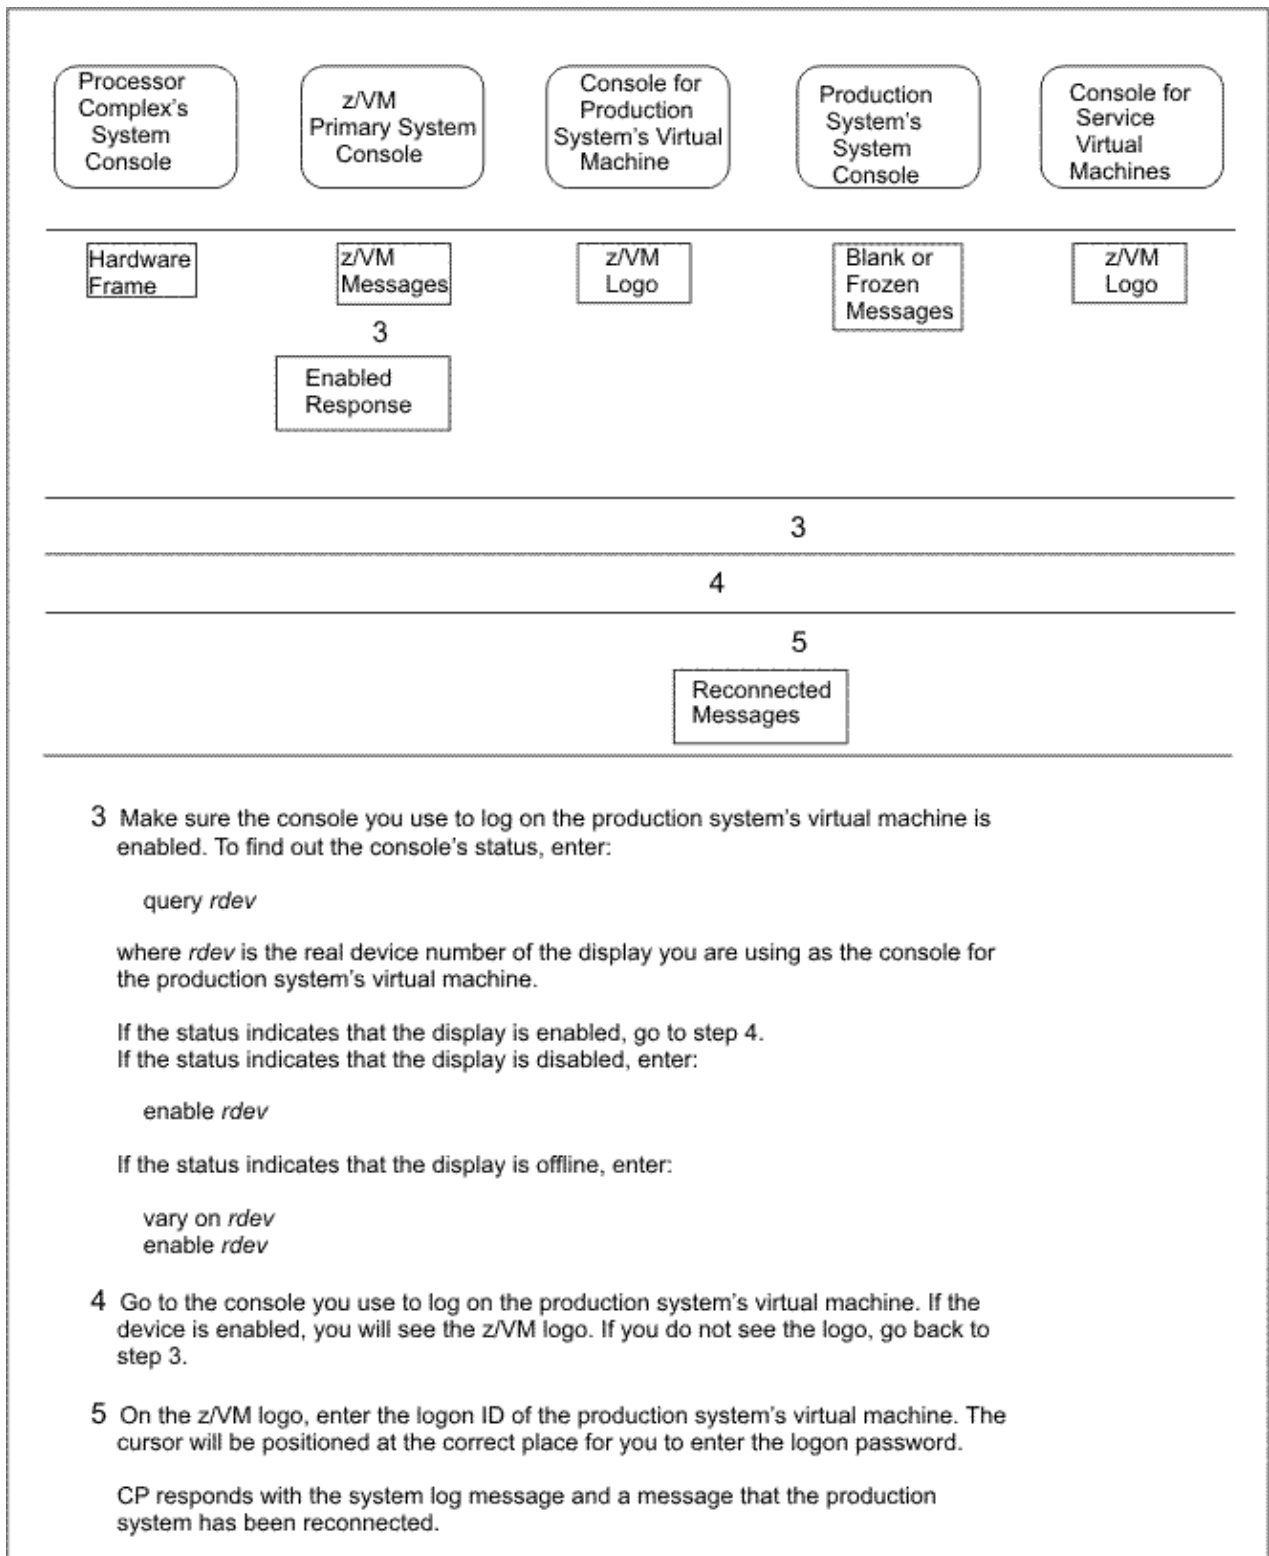 Processor
Complex's
System
Console
z/VM
Primary System
Console
Console for
Production
System's Virtual
Machine
Production
System's
System
Console
Console for
Service
Virtual
Machines
Hardware
Frame
z/VM
Messages
z/VM
Logo
Blank or
Frozen
Messages
z/VM
Logo
3
Enabled
Response
3
4
5
Reconnected
Messages
3 Make sure the console you use to log on the production system's virtual machine is
enabled. To find out the console's status, enter:
query rdev
where rdev is the real device number of the display you are using as the console for
the production system's virtual machine.
If the status indicates that the display is enabled, go to step 4.
If the status indicates that the display is disabled, enter:
enable rdev
If the status indicates that the display is offline, enter:
vary on rdev
enable rdev
4 Go to the console you use to log on the production system's virtual machine. If the
device is enabled, you will see the z/VM logo. If you do not see the logo, go back to
step 3.
5 On the z/VM logo, enter the logon ID of the production system's virtual machine. The
cursor will be positioned at the correct place for you to enter the logon password.
CP responds with the system log message and a message that the production
system has been reconnected.